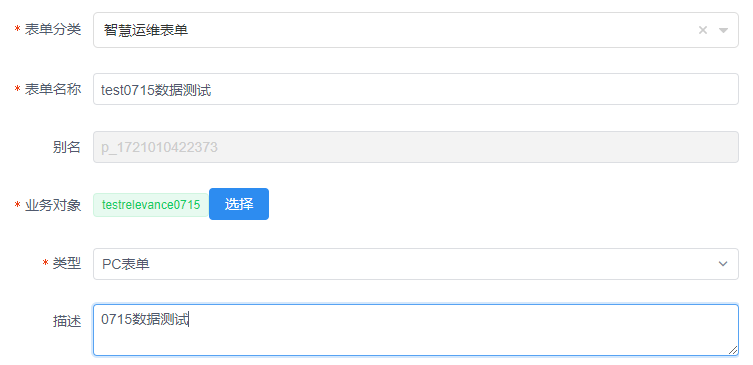 * 表单分类 智慧运维表单
* 表单名称 test0715数据测试
别名 p_1721010422373
* 业务对象 testrelevance0715 选择
* 类型 PC表单
描述 0715数据测试